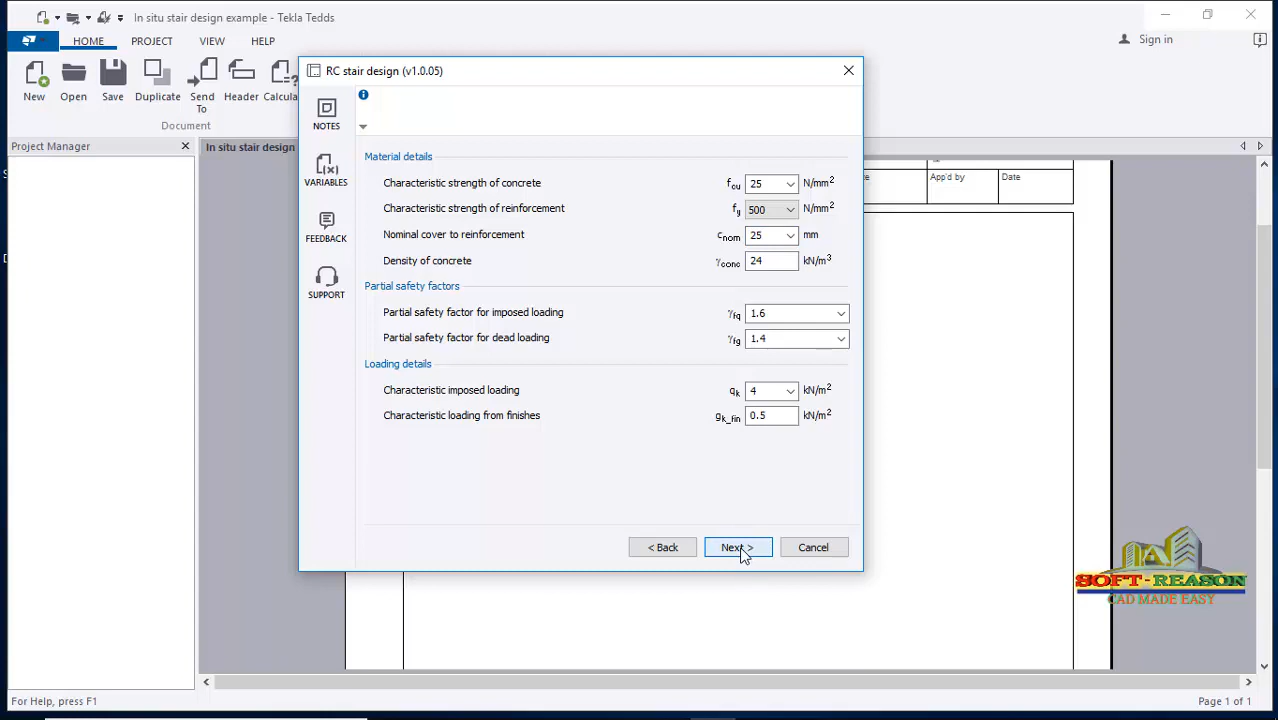 In situ stair design example - Tekla Tedds
HOME PROJECT VIEW HELP
Sign in
New Open Save Duplicate Send To Header Calcula
Document
Project Manager
In situ stair design
App'd by Date
RC stair design (v1.0.05)
NOTES
VARIABLES
FEEDBACK
SUPPORT
Material details
Characteristic strength of concrete fcu 25 N/mm2
Characteristic strength of reinforcement fy 500 N/mm2
Nominal cover to reinforcement cnom 25 mm
Density of concrete γconc 24 kN/m3
Partial safety factors
Partial safety factor for imposed loading γfq 1.6
Partial safety factor for dead loading γfg 1.4
Loading details
Characteristic imposed loading qk 4 kN/m2
Characteristic loading from finishes gk_fin 0.5 kN/m2
< Back Next > Cancel
SOFT-REASON
CAD MADE EASY
For Help, press F1
Page 1 of 1